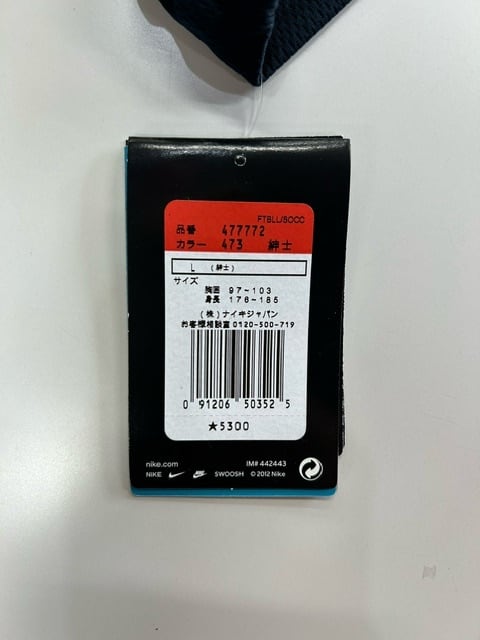 FTBLL/SOCC
品番 477772
カラー 473 紳士
L (紳士)
サイズ
胸囲 97~103
身長 176~185
(株)ナイキジャパン
お客様相談室 0120-500-719
0 91206 50352 5
★5300
nike.com IM# 442443
NIKE SWOOSH © 2012 Nike